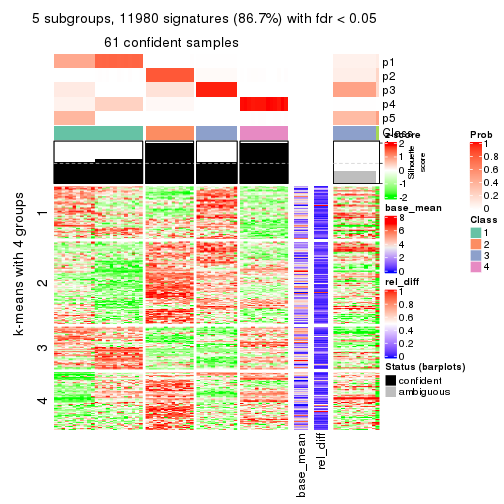 5 subgroups, 11980 signatures (86.7%) with fdr < 0.05
61 confident samples
p1
p2
p3
p4
p5
Class
z-score
2
1
0
-1
-2
Silhouette
score
base_mean
8
6
4
2
0
rel_diff
1
0.8
0.6
0.4
0.2
0
Status (barplots)
confident
ambiguous
Prob
1
0.8
0.6
0.4
0.2
0
Class
1
2
3
4
k-means with 4 groups
1
2
3
4
base_mean
rel_diff